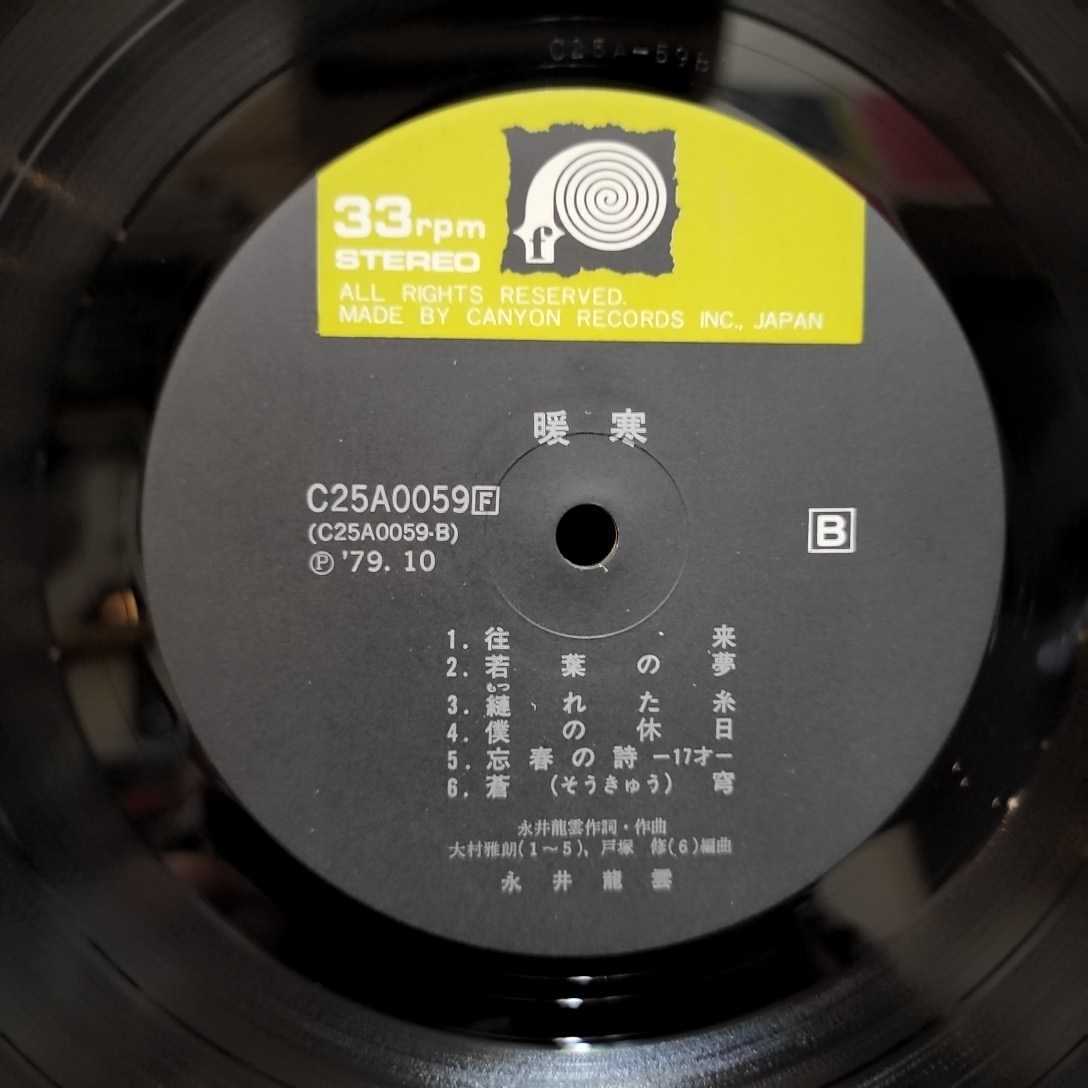 C25A-59B
33rpm
STEREO
f
ALL RIGHTS RESERVED.
MADE BY CANYON RECORDS INC., JAPAN
暖 寒
C25A0059F
(C25A0059-B)
B
Ⓟ '79. 10
1. 往 来
2. 若 葉 の 夢
もつ
3. 縺 れ た 糸
4. 僕 の 休 日
5. 忘 春 の 詩 —17才—
6. 蒼 (そうきゅう) 穹
永井龍雲作詞・作曲
大村雅朗(1〜5)、戸塚 修(6)編曲
永 井 龍 雲